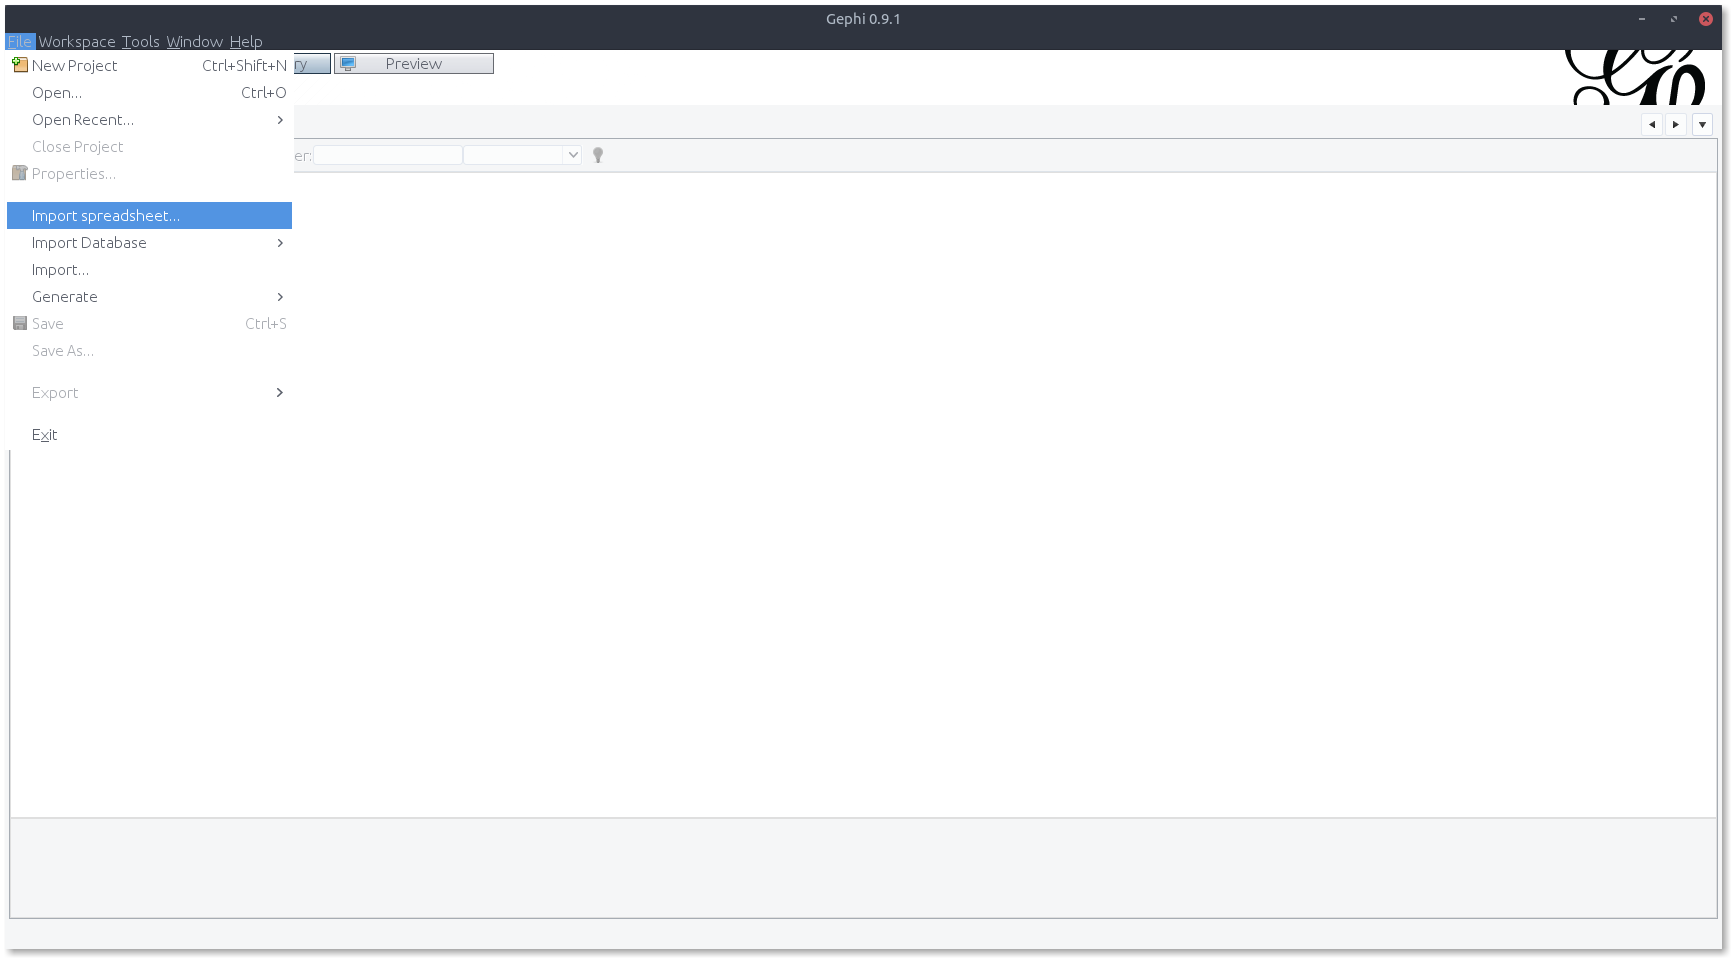 Gephi 0.9.1
File Workspace Tools Window Help
New Project Ctrl+Shift+N
ry Preview
Open... Ctrl+O
Open Recent...
Close Project
er:
Properties...
Import spreadsheet...
Import Database
Import...
Generate
Save Ctrl+S
Save As...
Export
Exit